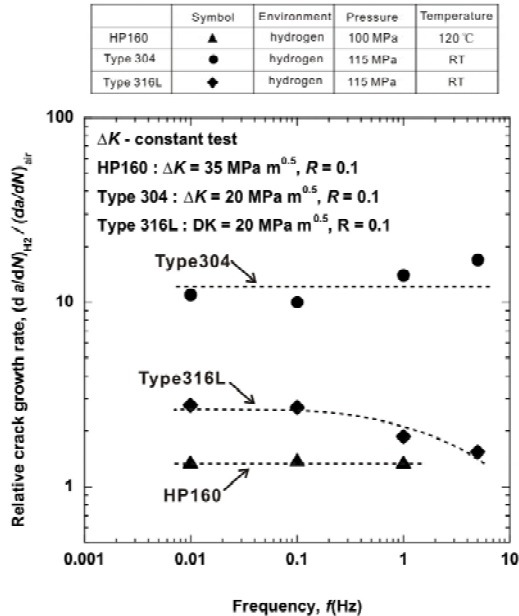 Symbol Environment Pressure Temperature
HP160 ▲ hydrogen 100 MPa 120 ℃
Type 304 ● hydrogen 115 MPa RT
Type 316L ◆ hydrogen 115 MPa RT
100
ΔK - constant test
HP160 : ΔK = 35 MPa m^0.5, R = 0.1
Type 304 : ΔK = 20 MPa m^0.5, R = 0.1
Type 316L : DK = 20 MPa m^0.5, R = 0.1
Type304
10
Type316L
1
HP160
0.001 0.01 0.1 1 10
Frequency, f(Hz)
Relative crack growth rate, (d a/dN)H2 / (da/dN)air